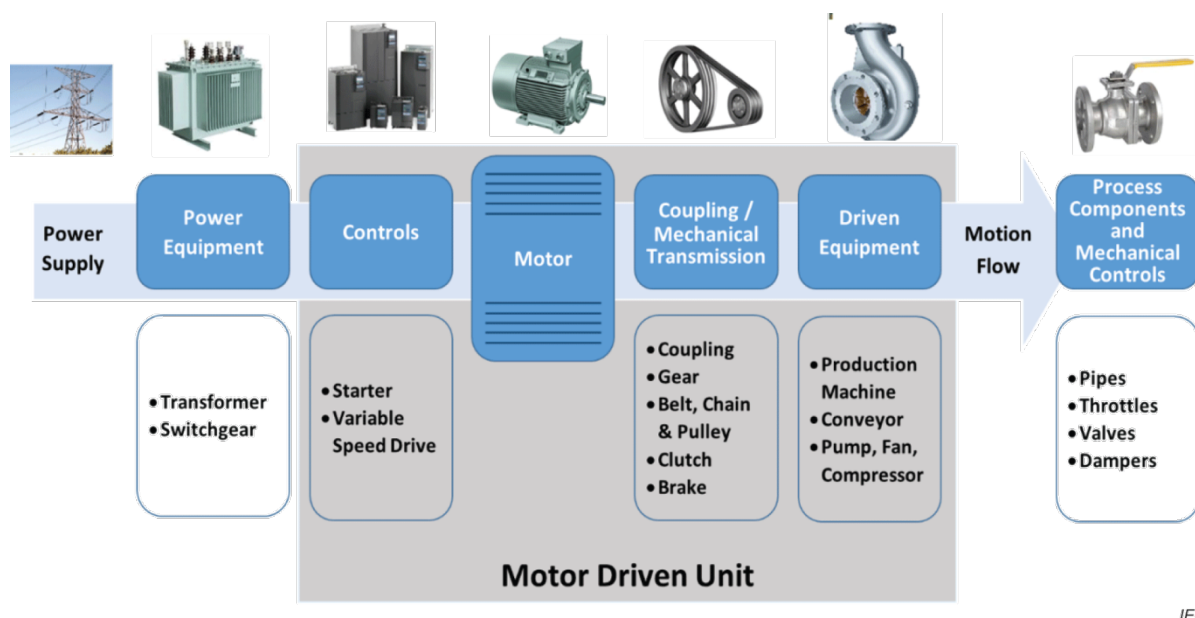 Power
Supply
Power
Equipment
Controls
Motor
Coupling /
Mechanical
Transmission
Driven
Equipment
Motion
Flow
Process
Components
and
Mechanical
Controls
• Transformer
• Switchgear
• Starter
• Variable
Speed Drive
• Coupling
• Gear
• Belt, Chain
& Pulley
• Clutch
• Brake
• Production
Machine
• Conveyor
• Pump, Fan,
Compressor
• Pipes
• Throttles
• Valves
• Dampers
Motor Driven Unit